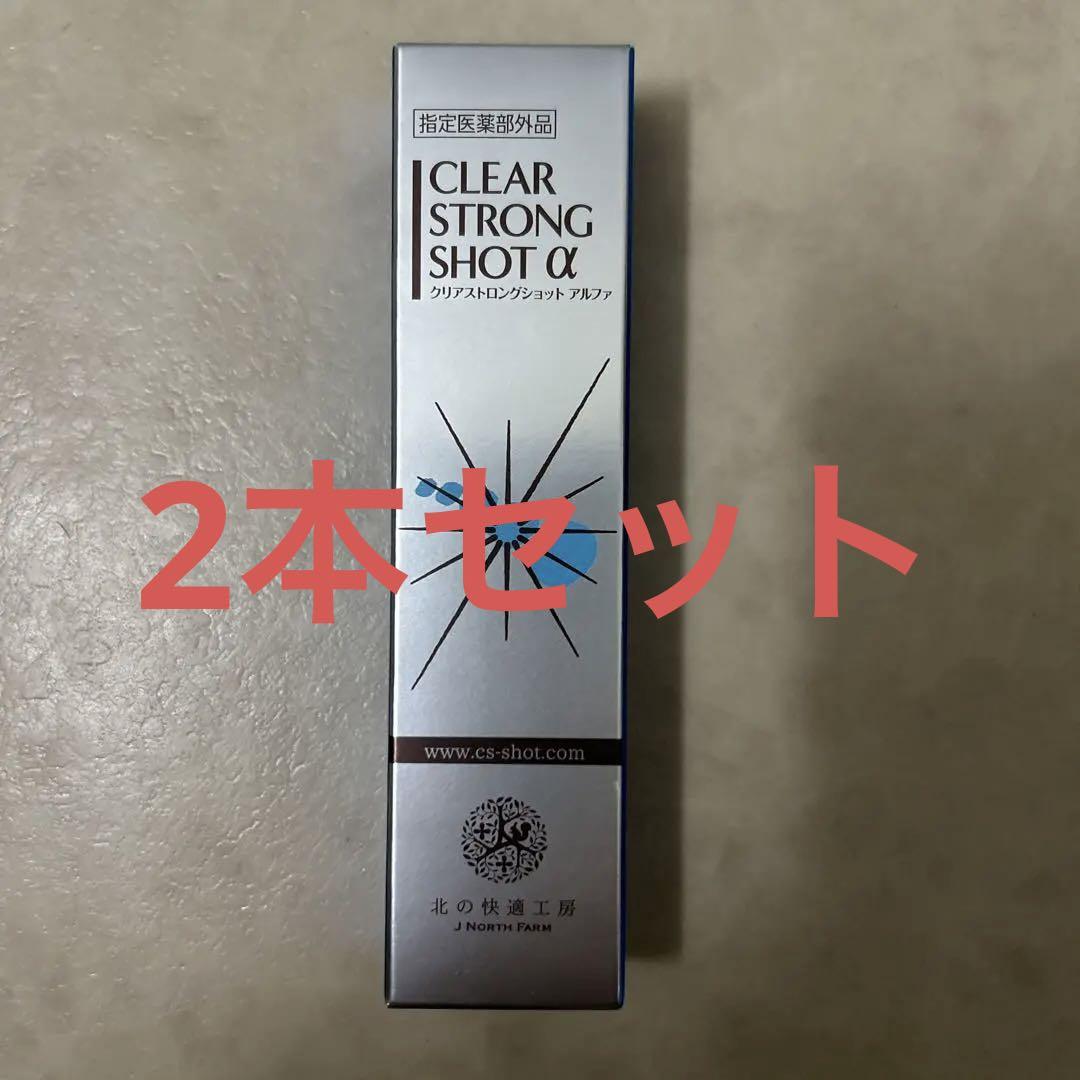 指定医薬部外品
CLEAR
STRONG
SHOT α
クリアストロングショット アルファ
2本セット
www.cs-shot.com
北の快適工房
J NORTH FARM